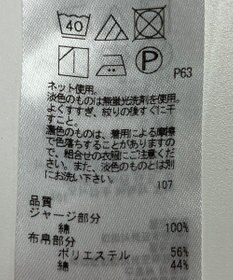 40
P
P63
ネット使用。
淡色のものは無蛍光洗剤を使用。
よくすすぎ、絞りの後すぐに干
すこと。
濃色のものは、着用による摩擦
で色落ちすることがありますの
で、組合せの衣服にご注意くださ
い。また、淡色のものとは別
にお洗い下さい。
107
品質
ジャージ部分
綿 100%
布帛部分
ポリエステル 56%
綿 44%